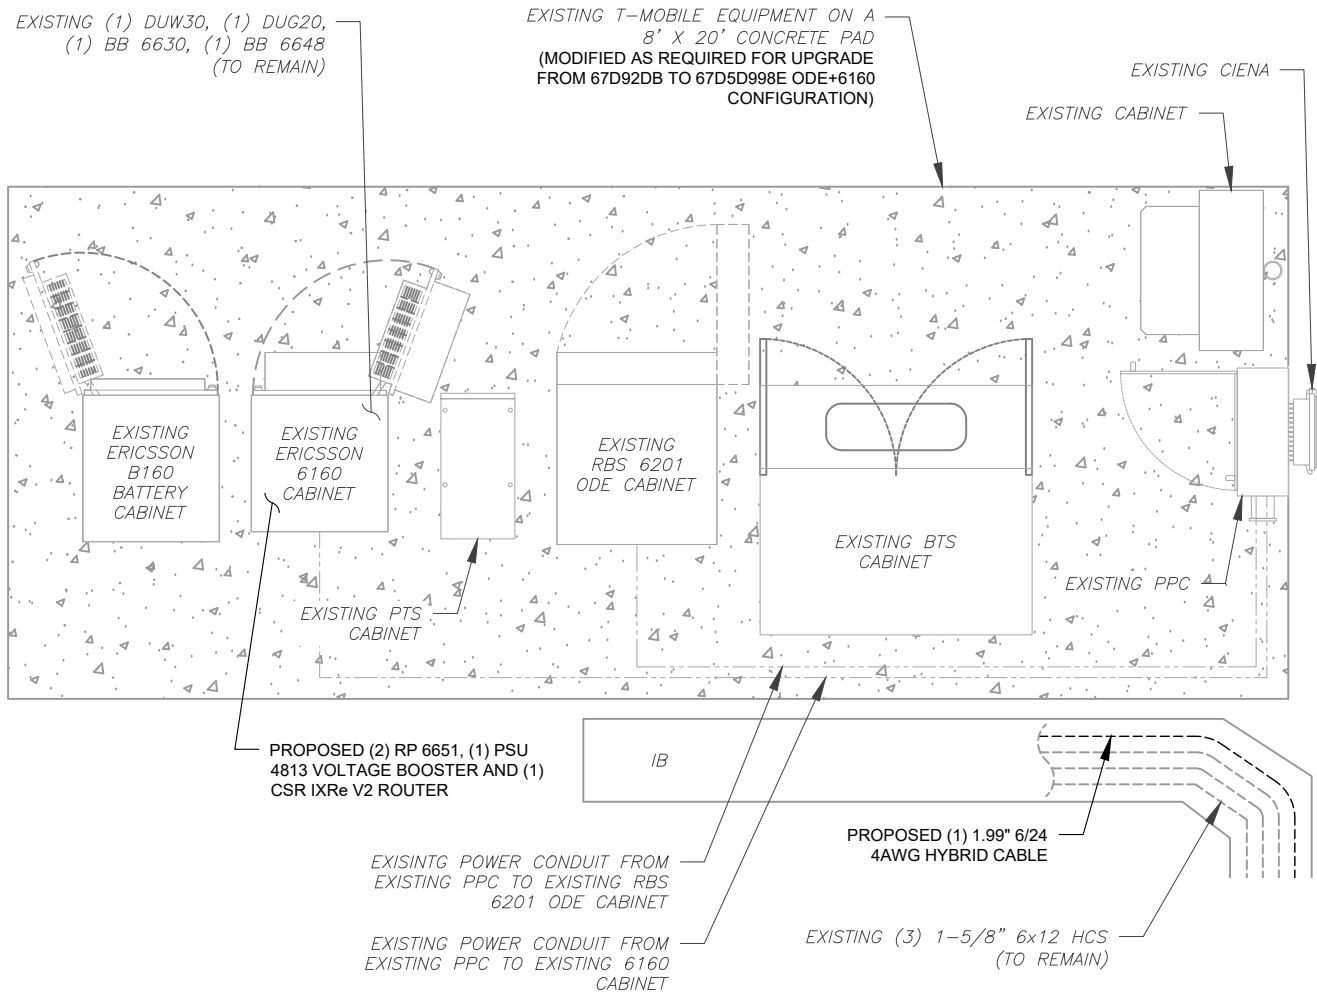 EXISTING (1) DUW30, (1) DUG20,
(1) BB 6630, (1) BB 6648
(TO REMAIN)
EXISTING T-MOBILE EQUIPMENT ON A
8' X 20' CONCRETE PAD
(MODIFIED AS REQUIRED FOR UPGRADE
FROM 67D92DB TO 67D5D998E ODE+6160
CONFIGURATION)
EXISTING CIENA
EXISTING CABINET
EXISTING
ERICSSON
B160
BATTERY
CABINET
EXISTING
ERICSSON
6160
CABINET
EXISTING
RBS 6201
ODE CABINET
EXISTING BTS
CABINET
EXISTING PPC
EXISTING PTS
CABINET
PROPOSED (2) RP 6651, (1) PSU
4813 VOLTAGE BOOSTER AND (1)
CSR IXRe V2 ROUTER
IB
PROPOSED (1) 1.99" 6/24
4AWG HYBRID CABLE
EXISINTG POWER CONDUIT FROM
EXISTING PPC TO EXISTING RBS
6201 ODE CABINET
EXISTING POWER CONDUIT FROM
EXISTING PPC TO EXISTING 6160
CABINET
EXISTING (3) 1-5/8" 6x12 HCS
(TO REMAIN)